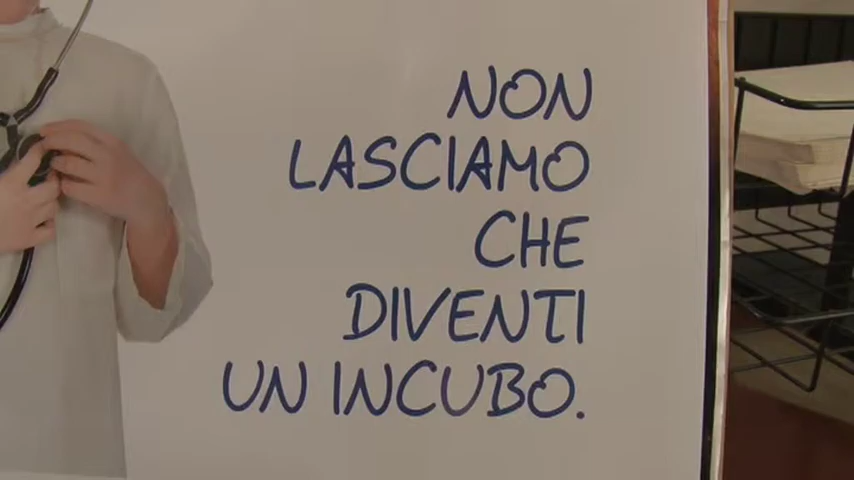 NON
LASCIAMO
CHE
DIVENTI
UN INCUBO.